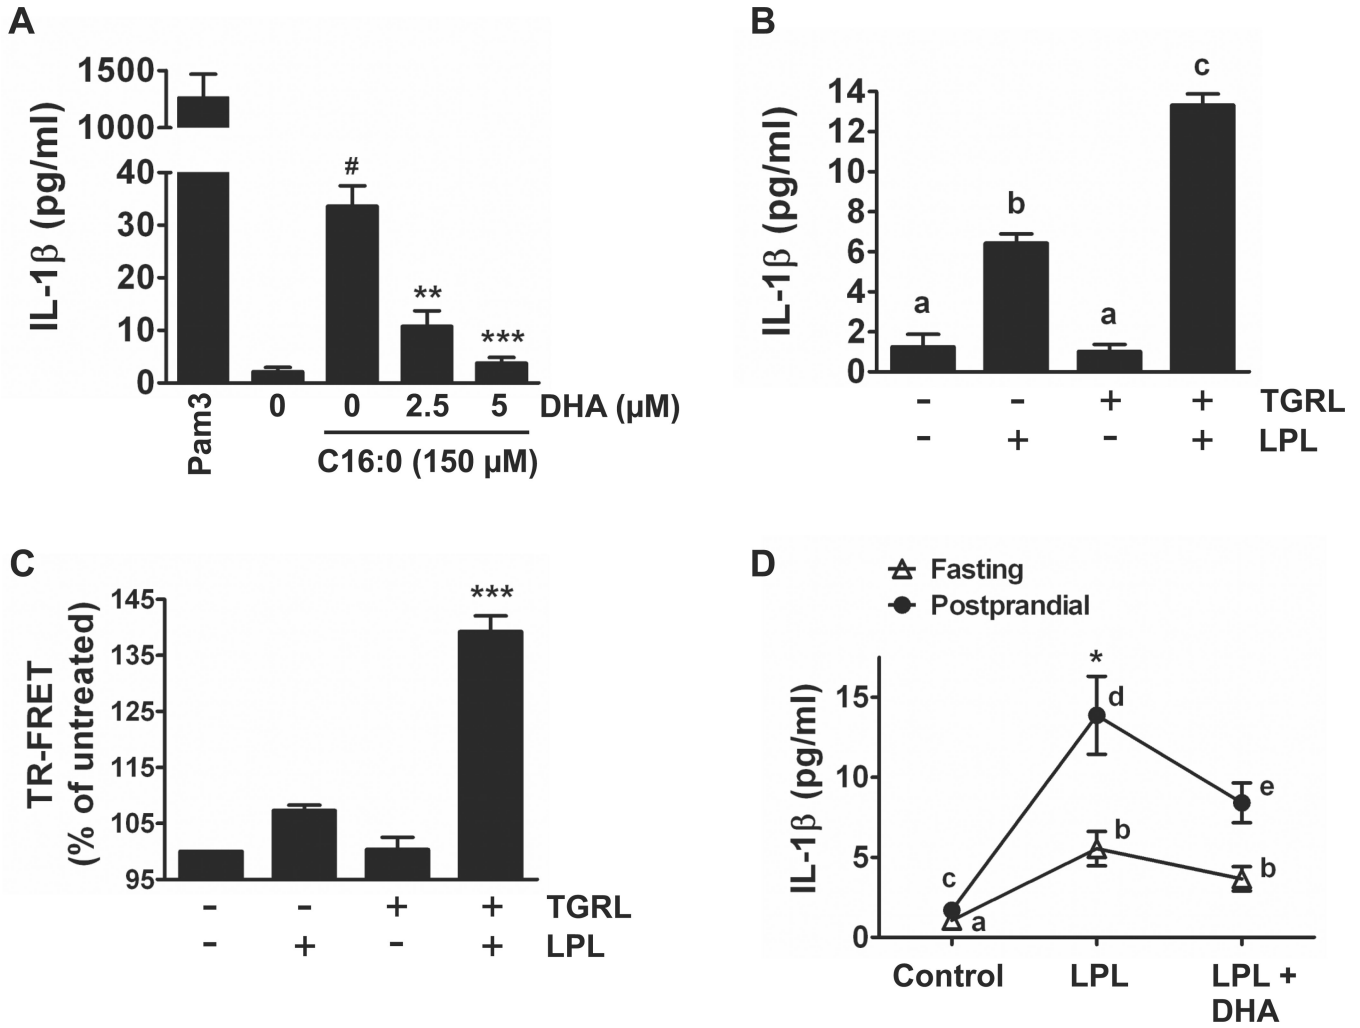 A
IL-1β (pg/ml)
1500
1000
40
30
20
10
0
#
**
***
Pam3
0 0 2.5 5 DHA (µM)
C16:0 (150 µM)
B
IL-1β (pg/ml)
14
12
10
8
6
4
2
0
a
b
a
c
- - + + TGRL
- + - + LPL
C
TR-FRET
(% of untreated)
145
135
125
115
105
95
***
- - + + TGRL
- + - + LPL
D
Fasting
Postprandial
IL-1β (pg/ml)
15
10
5
0
*
d
e
b
b
c
a
Control LPL LPL +
DHA